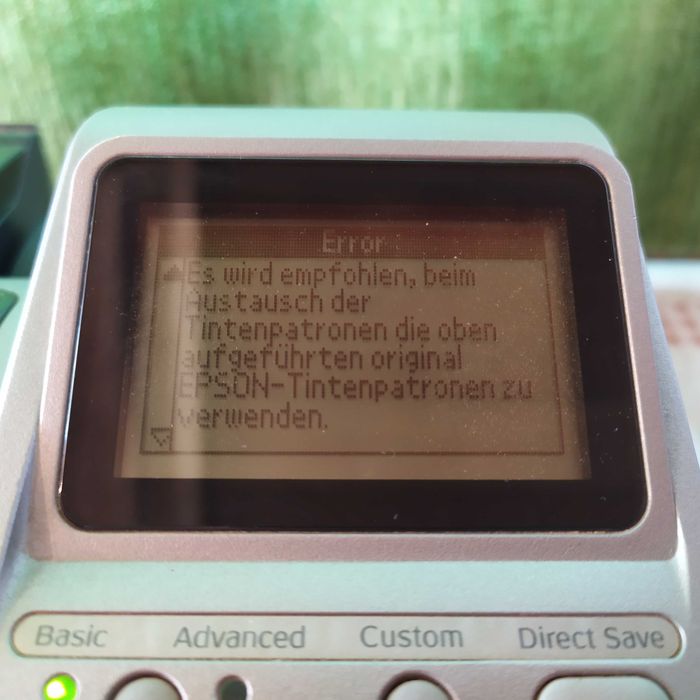 Error
Es wird empfohlen, beim
Austausch der
Tintenpatronen die oben
aufgeführten original
EPSON-Tintenpatronen zu
verwenden.
Basic Advanced Custom Direct Save